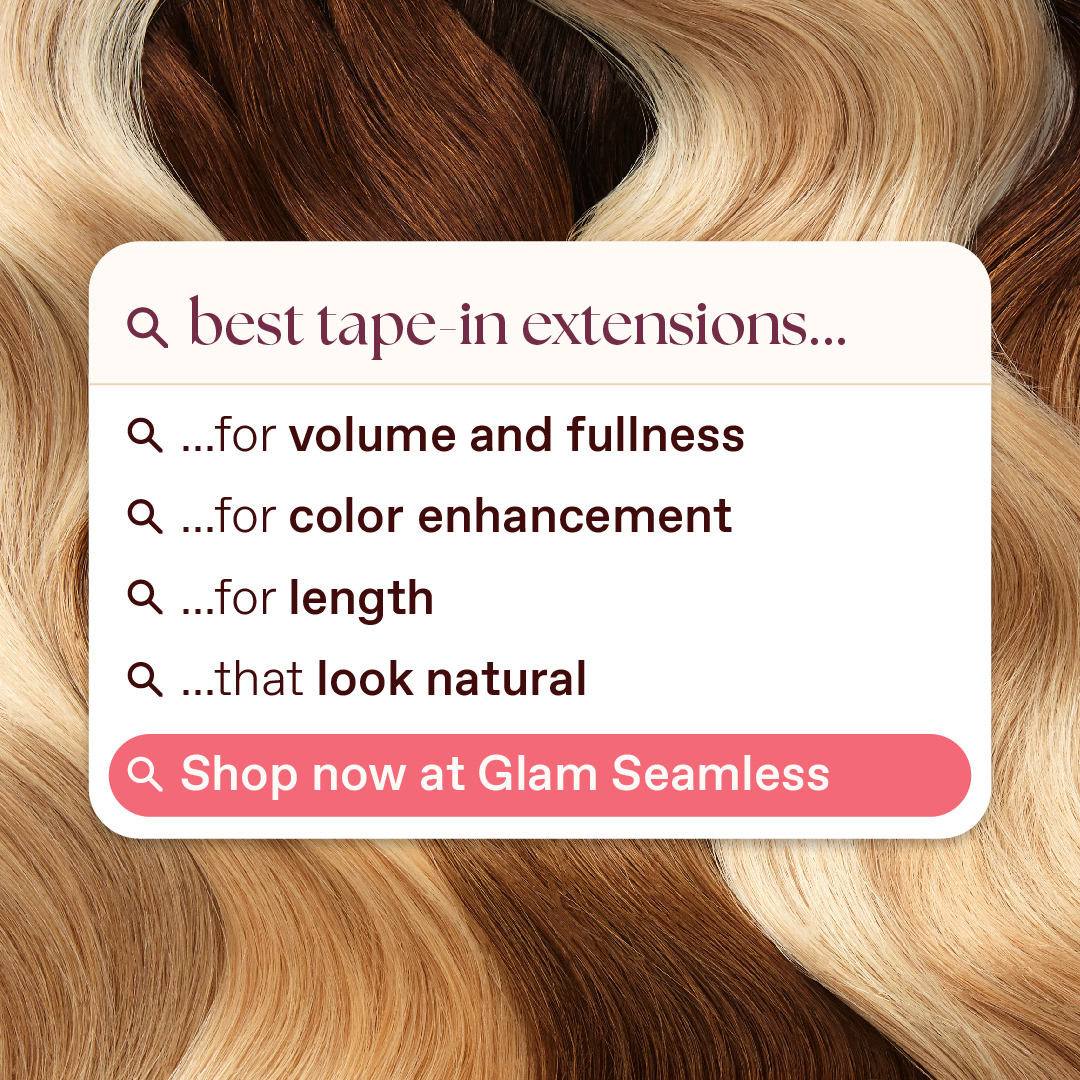 best tape-in extensions...
...for volume and fullness
...for color enhancement
...for length
...that look natural
Shop now at Glam Seamless